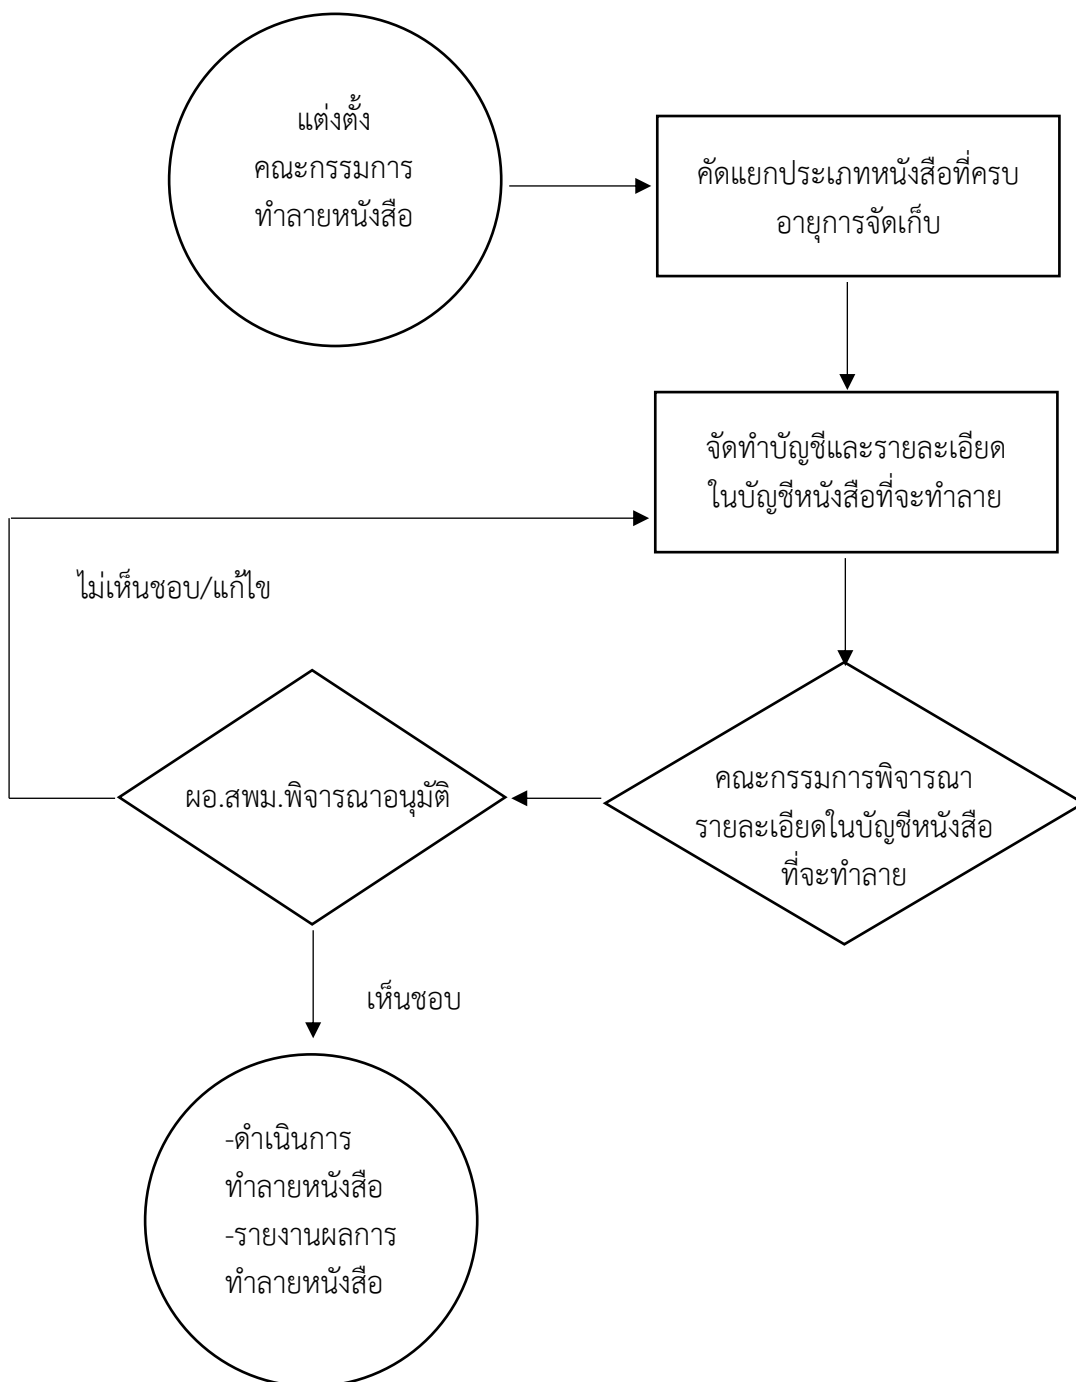 แต่งตั้ง
คณะกรรมการ
ทำลายหนังสือ
คัดแยกประเภทหนังสือที่ครบ
อายุการจัดเก็บ
จัดทำบัญชีและรายละเอียด
ในบัญชีหนังสือที่จะทำลาย
ไม่เห็นชอบ/แก้ไข
คณะกรรมการพิจารณา
รายละเอียดในบัญชีหนังสือ
ที่จะทำลาย
ผอ.สพม.พิจารณาอนุมัติ
เห็นชอบ
-ดำเนินการ
ทำลายหนังสือ
-รายงานผลการ
ทำลายหนังสือ